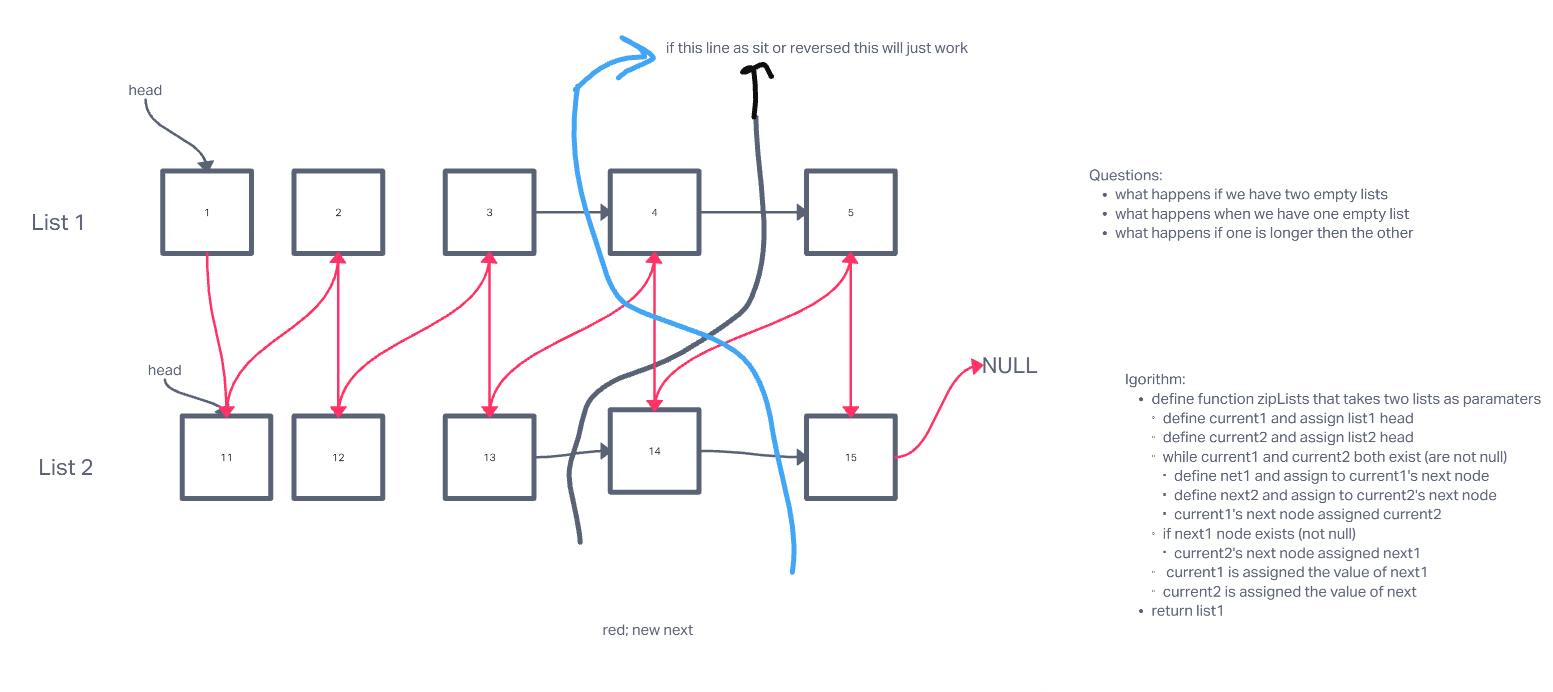 if this line as sit or reversed this will just work
head
List 1
1
2
3
4
5
Questions:
• what happens if we have two empty lists
• what happens when we have one empty list
• what happens if one is longer then the other
head
NULL
List 2
11
12
13
14
15
Igorithm:
• define function zipLists that takes two lists as paramaters
◦ define current1 and assign list1 head
◦ define current2 and assign list2 head
◦ while current1 and current2 both exist (are not null)
▪ define net1 and assign to current1's next node
▪ define next2 and assign to current2's next node
▪ current1's next node assigned current2
◦ if next1 node exists (not null)
▪ current2's next node assigned next1
◦ current1 is assigned the value of next1
◦ current2 is assigned the value of next
• return list1
red; new next